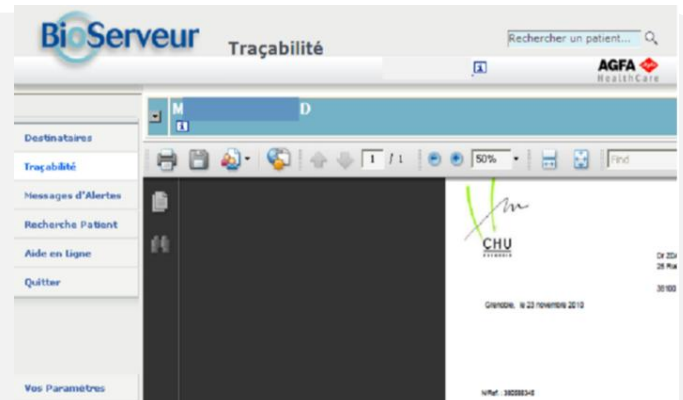 BioServeur
Traçabilité
Rechercher un patient...
AGFA
HealthCare
M D
Destinataires
Traçabilité
Messages d'Alertes
Recherche Patient
Aide en Ligne
Quitter
Vos Paramètres
1 / 1
50%
Find
CHU
Grenoble, le 23 novembre 2010